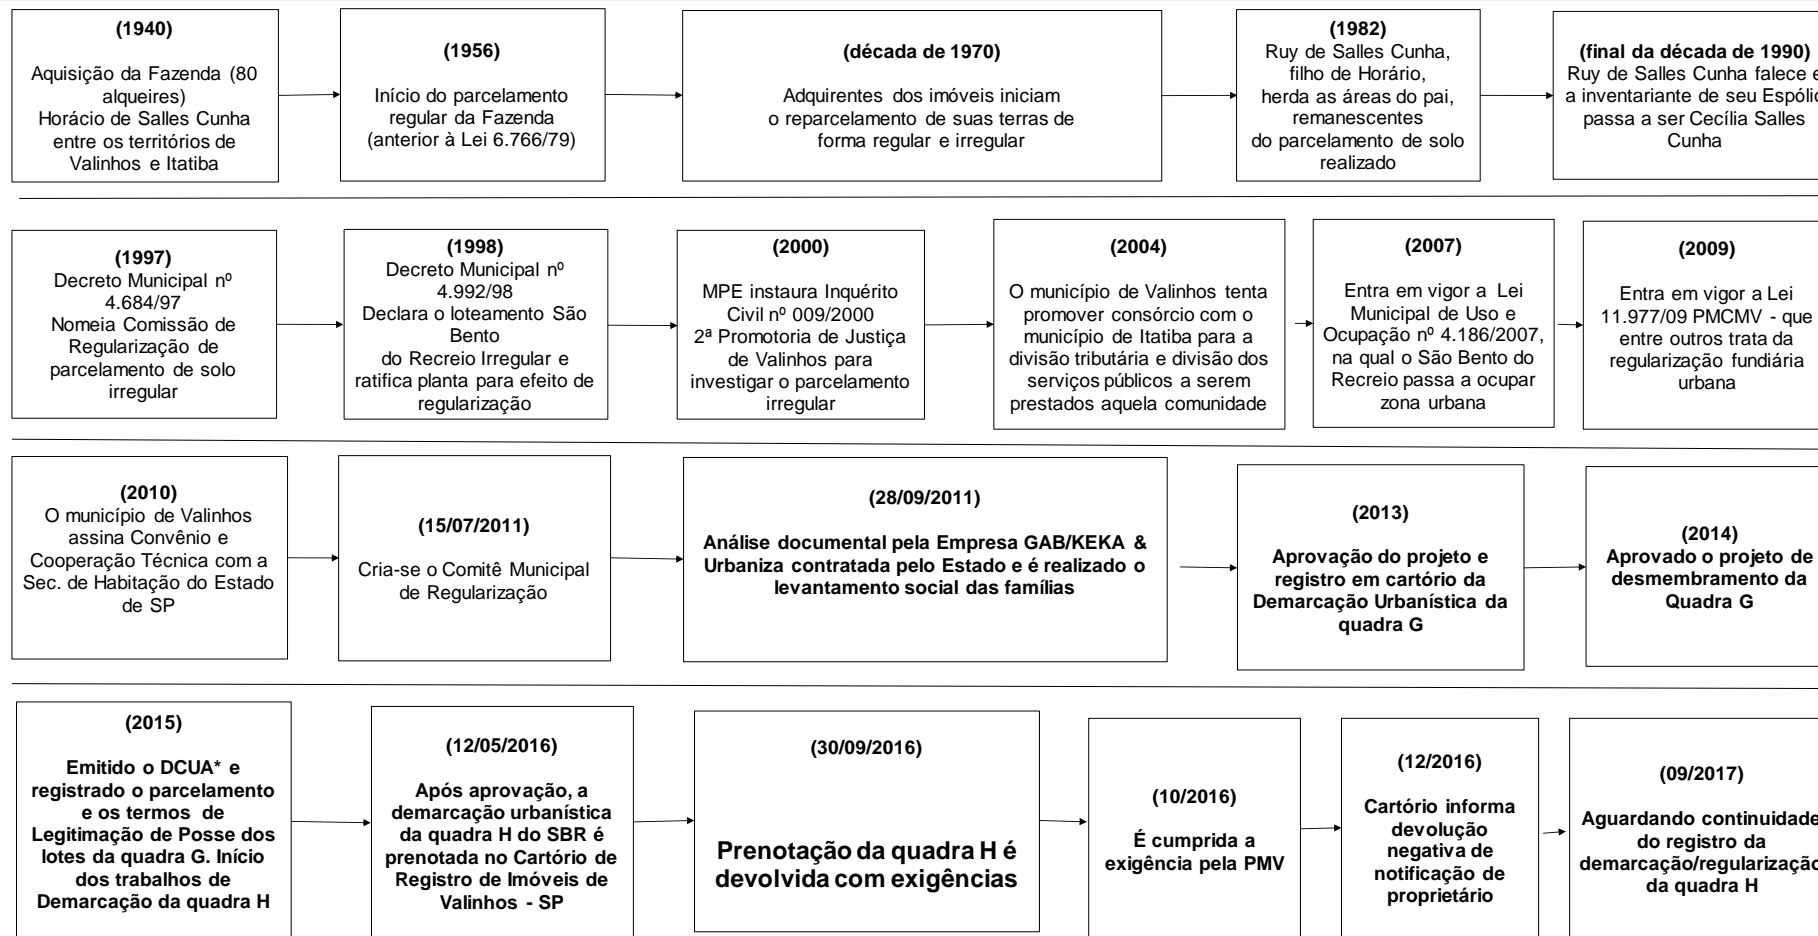 (1940)
Aquisição da Fazenda (80
alqueires)
Horácio de Salles Cunha
entre os territórios de
Valinhos e Itatiba
(1956)
Início do parcelamento
regular da Fazenda
(anterior à Lei 6.766/79)
(década de 1970)
Adquirentes dos imóveis iniciam
o reparcelamento de suas terras de
forma regular e irregular
(1982)
Ruy de Salles Cunha,
filho de Horário,
herda as áreas do pai,
remanescentes
do parcelamento de solo
realizado
(final da década de 1990)
Ruy de Salles Cunha falece e
a inventariante de seu Espólio
passa a ser Cecília Salles
Cunha
(1997)
Decreto Municipal nº
4.684/97
Nomeia Comissão de
Regularização de
parcelamento de solo
irregular
(1998)
Decreto Municipal nº
4.992/98
Declara o loteamento São
Bento
do Recreio Irregular e
ratifica planta para efeito de
regularização
(2000)
MPE instaura Inquérito
Civil nº 009/2000
2ª Promotoria de Justiça
de Valinhos para
investigar o parcelamento
irregular
(2004)
O município de Valinhos tenta
promover consórcio com o
município de Itatiba para a
divisão tributária e divisão dos
serviços públicos a serem
prestados aquela comunidade
(2007)
Entra em vigor a Lei
Municipal de Uso e
Ocupação nº 4.186/2007,
na qual o São Bento do
Recreio passa a ocupar
zona urbana
(2009)
Entra em vigor a Lei
11.977/09 PMCMV - que
entre outros trata da
regularização fundiária
urbana
(2010)
O município de Valinhos
assina Convênio e
Cooperação Técnica com a
Sec. de Habitação do Estado
de SP
(15/07/2011)
Cria-se o Comitê Municipal
de Regularização
(28/09/2011)
Análise documental pela Empresa GAB/KEKA &
Urbaniza contratada pelo Estado e é realizado o
levantamento social das famílias
(2013)
Aprovação do projeto e
registro em cartório da
Demarcação Urbanística da
quadra G
(2014)
Aprovado o projeto de
desmembramento da
Quadra G
(2015)
Emitido o DCUA* e
registrado o parcelamento
e os termos de
Legitimação de Posse dos
lotes da quadra G. Início
dos trabalhos de
Demarcação da quadra H
(12/05/2016)
Após aprovação, a
demarcação urbanística
da quadra H do SBR é
prenotada no Cartório de
Registro de Imóveis de
Valinhos - SP
(30/09/2016)
Prenotação da quadra H é
devolvida com exigências
(10/2016)
É cumprida a
exigência pela PMV
(12/2016)
Cartório informa
devolução
negativa de
notificação de
proprietário
(09/2017)
Aguardando continuidade
do registro da
demarcação/regularização
da quadra H